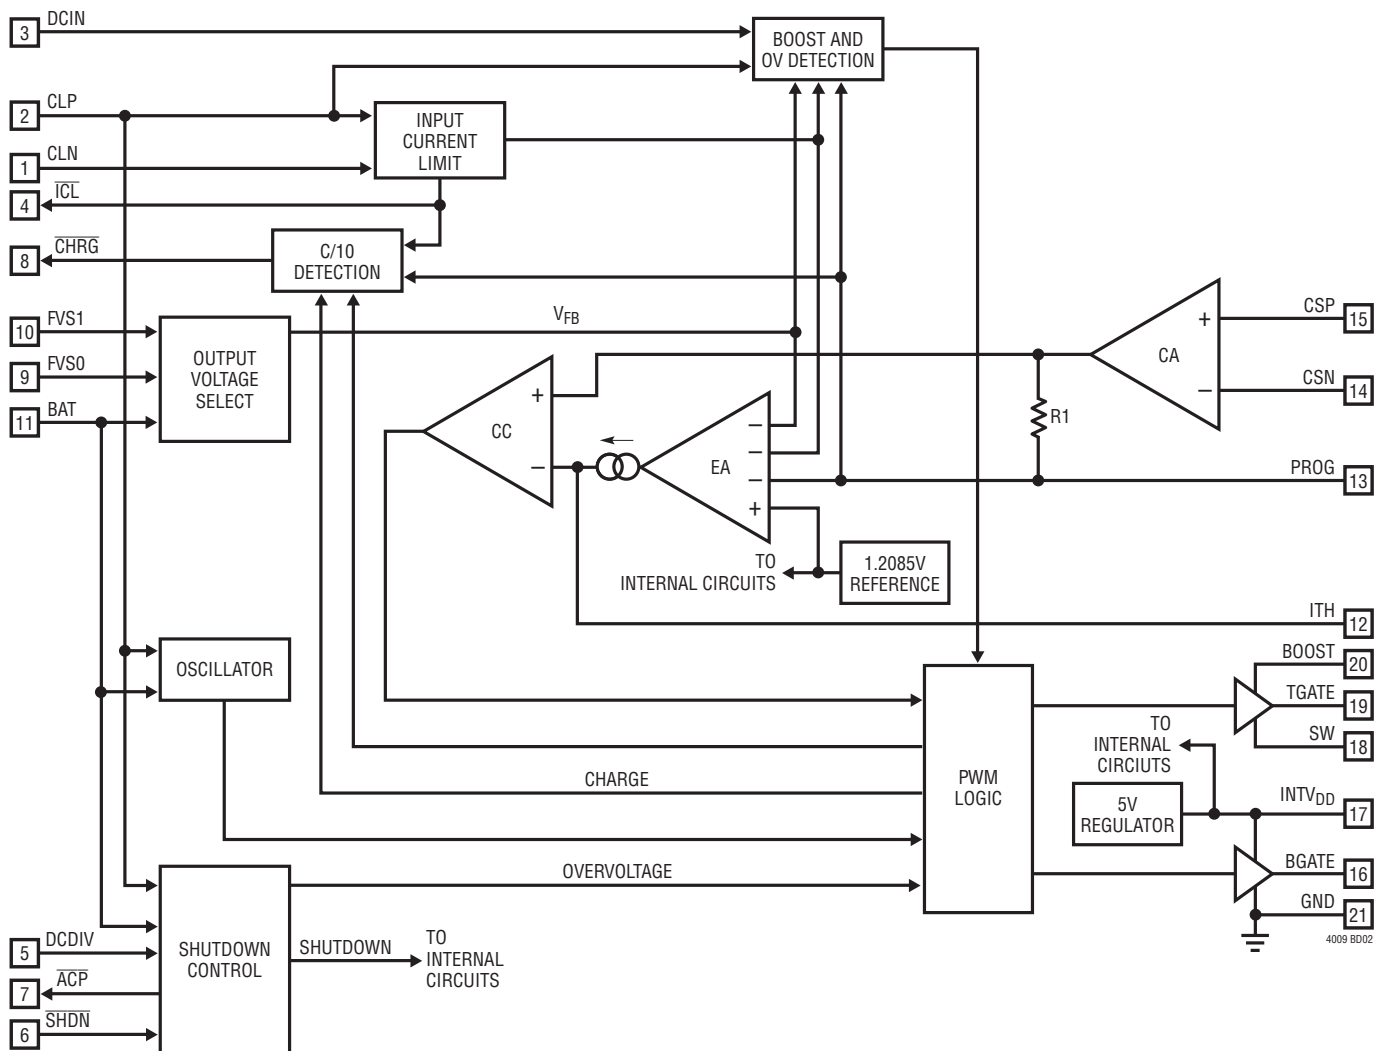 3 DCIN
BOOST AND
OV DETECTION
2 CLP
INPUT
CURRENT
LIMIT
1 CLN
4 ICL
8 CHRG
C/10
DETECTION
10 FVS1
9 FVS0
11 BAT
OUTPUT
VOLTAGE
SELECT
VFB
+
CC
−
EA
−
−
−
+
+
CA
−
CSP 15
CSN 14
R1
PROG 13
TO
INTERNAL CIRCUITS
1.2085V
REFERENCE
ITH 12
OSCILLATOR
BOOST 20
TGATE 19
SW 18
TO
INTERNAL
CIRCIUTS
CHARGE
PWM
LOGIC
5V
REGULATOR
INTVDD 17
OVERVOLTAGE
BGATE 16
GND 21
4009 BD02
5 DCDIV
7 ACP
6 SHDN
SHUTDOWN
CONTROL
SHUTDOWN
TO
INTERNAL
CIRCUITS